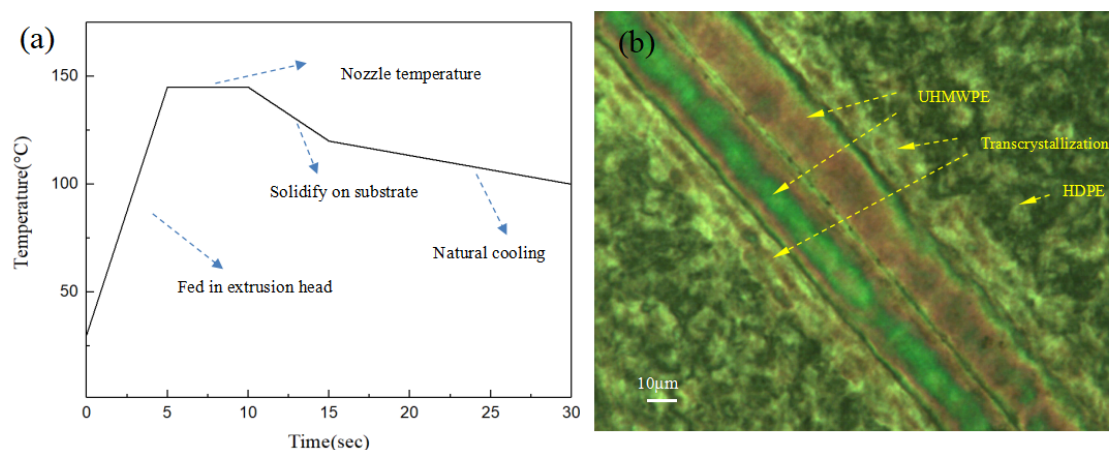 (a)
150
100
50
Temperature(°C)
0
5
10
15
20
25
30
Time(sec)
Nozzle temperature
Solidify on substrate
Natural cooling
Fed in extrusion head
(b)
UHMWPE
Transcrystallization
HDPE
10μm